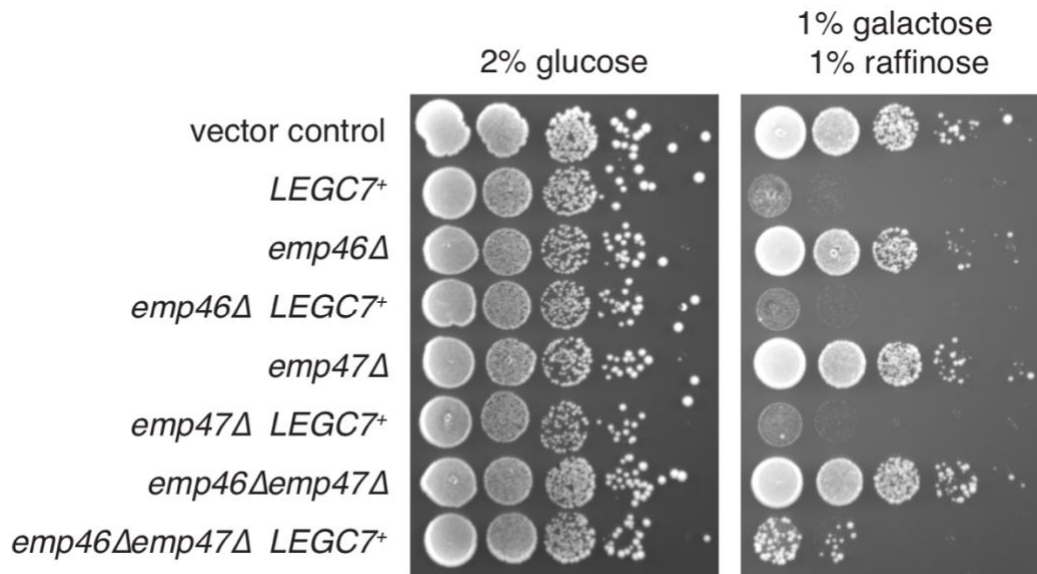 2% glucose
1% galactose
1% raffinose
vector control
LEGC7⁺
emp46Δ
emp46Δ LEGC7⁺
emp47Δ
emp47Δ LEGC7⁺
emp46Δemp47Δ
emp46Δemp47Δ LEGC7⁺